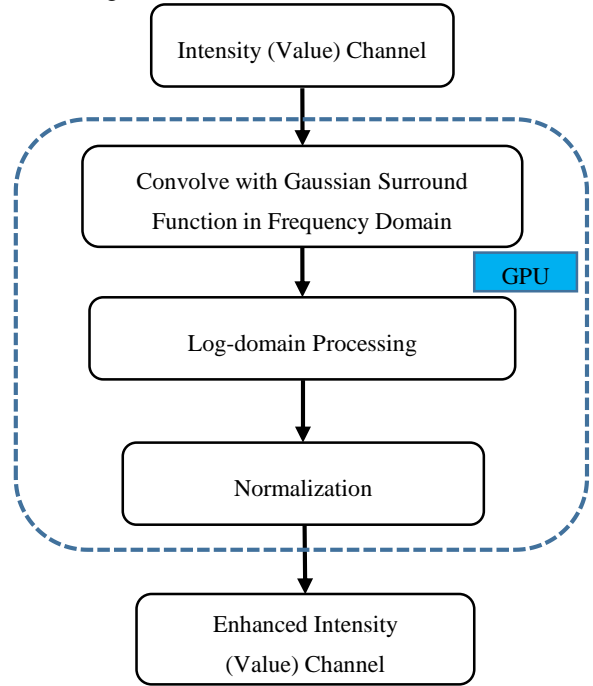 Intensity (Value) Channel
Convolve with Gaussian Surround
Function in Frequency Domain
GPU
Log-domain Processing
Normalization
Enhanced Intensity
(Value) Channel